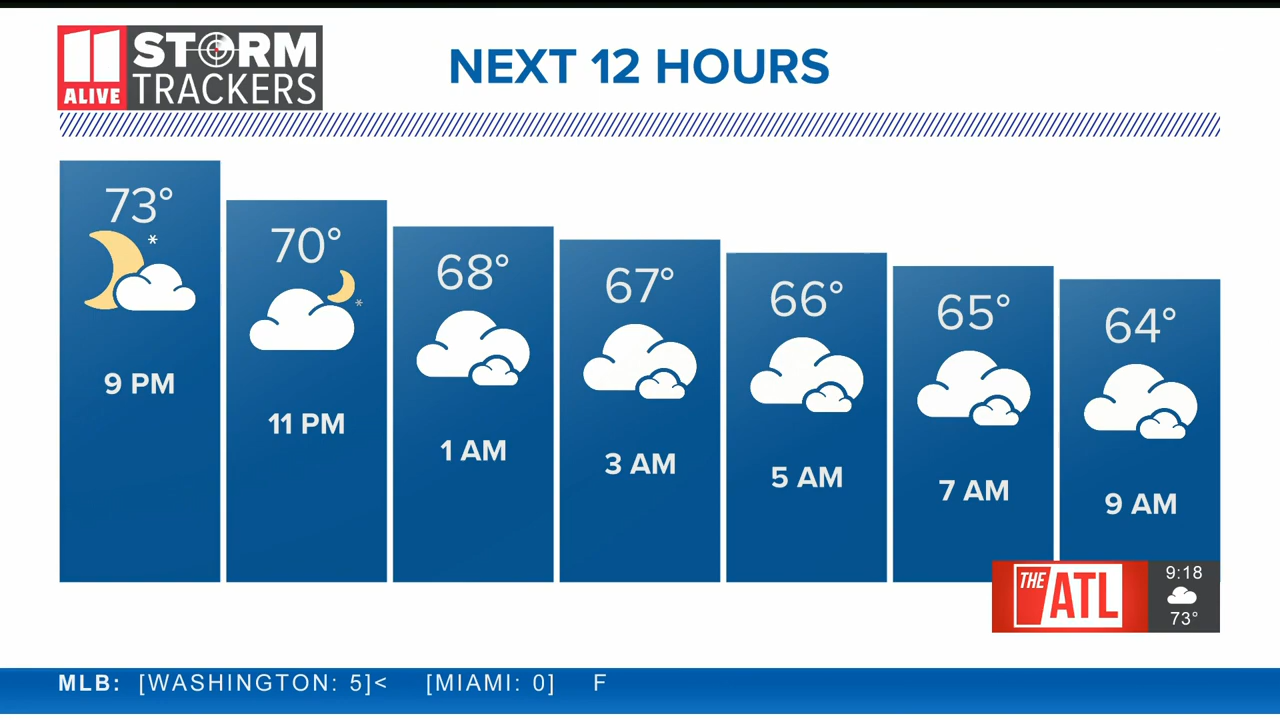 11 ALIVE
STORM
TRACKERS
NEXT 12 HOURS
73°
9 PM
70°
11 PM
68°
1 AM
67°
3 AM
66°
5 AM
65°
7 AM
64°
9 AM
THE ATL
9:18
73°
MLB: [WASHINGTON: 5]< [MIAMI: 0] F